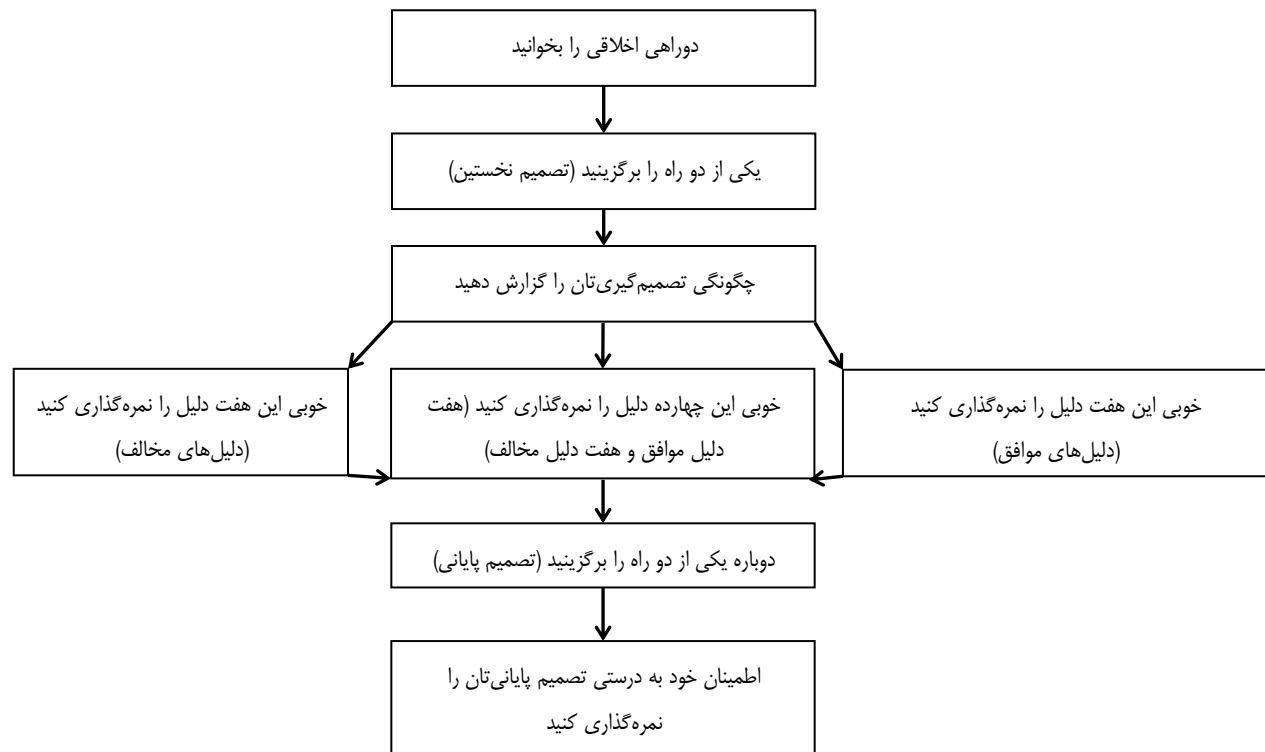 دوراهی اخلاقی را بخوانید
یکی از دو راه را برگزینید (تصمیم نخستین)
چگونگی تصمیم‌گیری‌تان را گزارش دهید
خوبی این هفت دلیل را نمره‌گذاری کنید
(دلیل‌های موافق)
خوبی این چهارده دلیل را نمره‌گذاری کنید (هفت
دلیل موافق و هفت دلیل مخالف)
خوبی این هفت دلیل را نمره‌گذاری کنید
(دلیل‌های مخالف)
دوباره یکی از دو راه را برگزینید (تصمیم پایانی)
اطمینان خود به درستی تصمیم پایانی‌تان را
نمره‌گذاری کنید